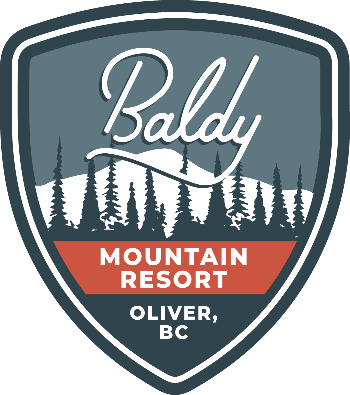 Baldy
MOUNTAIN
RESORT
OLIVER,
BC